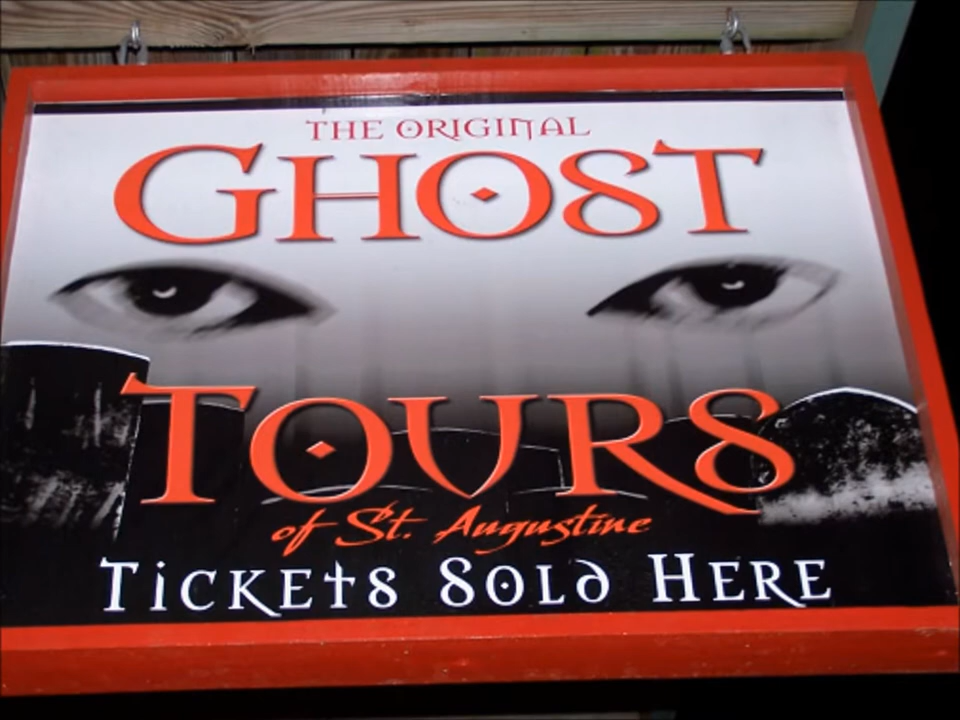 THE ORIGINAL
GHOST
TOURS
of St. Augustine
TICKETS SOLD HERE